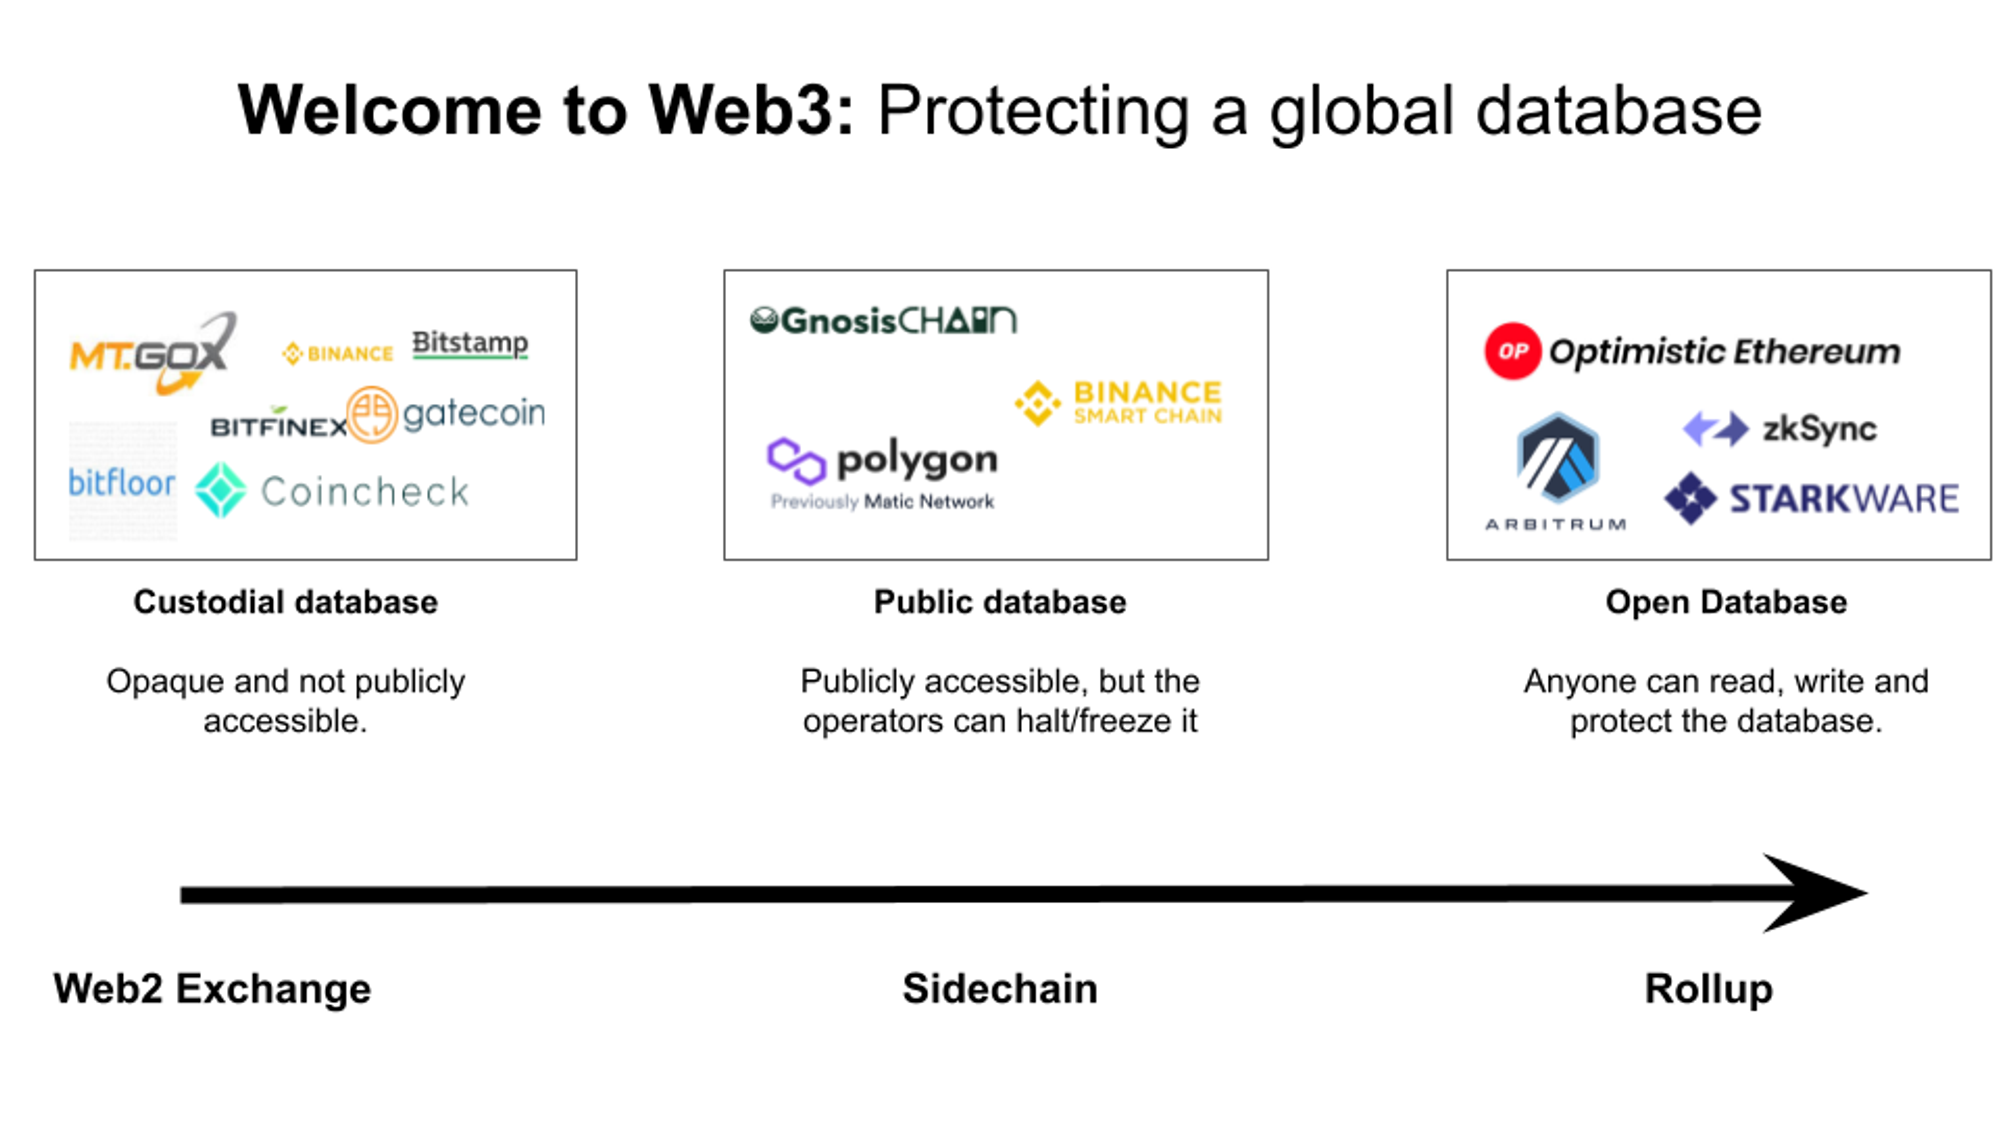 Welcome to Web3: Protecting a global database
MT.GOX
BINANCE
Bitstamp
BITFINEX
gatecoin
bitfloor
Coincheck
Custodial database
Opaque and not publicly
accessible.
GnosisCHAIN
BINANCE
SMART CHAIN
polygon
Previously Matic Network
Public database
Publicly accessible, but the
operators can halt/freeze it
OP Optimistic Ethereum
ARBITRUM
zkSync
STARKWARE
Open Database
Anyone can read, write and
protect the database.
Web2 Exchange
Sidechain
Rollup